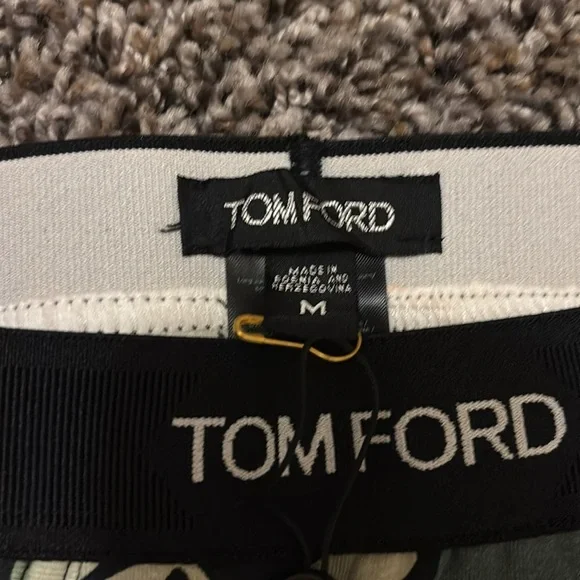 TOM FORD
MADE IN
BOSNIA AND
HERZEGOVINA
M
TOM FORD